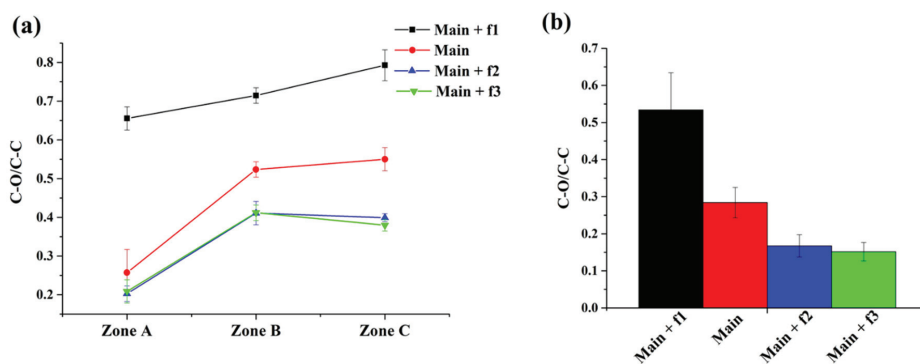 (a)
Main + f1
Main
Main + f2
Main + f3
C-O/C-C
0.8
0.7
0.6
0.5
0.4
0.3
0.2
Zone A
Zone B
Zone C
(b)
C-O/C-C
0.7
0.6
0.5
0.4
0.3
0.2
0.1
0.0
Main + f1
Main
Main + f2
Main + f3